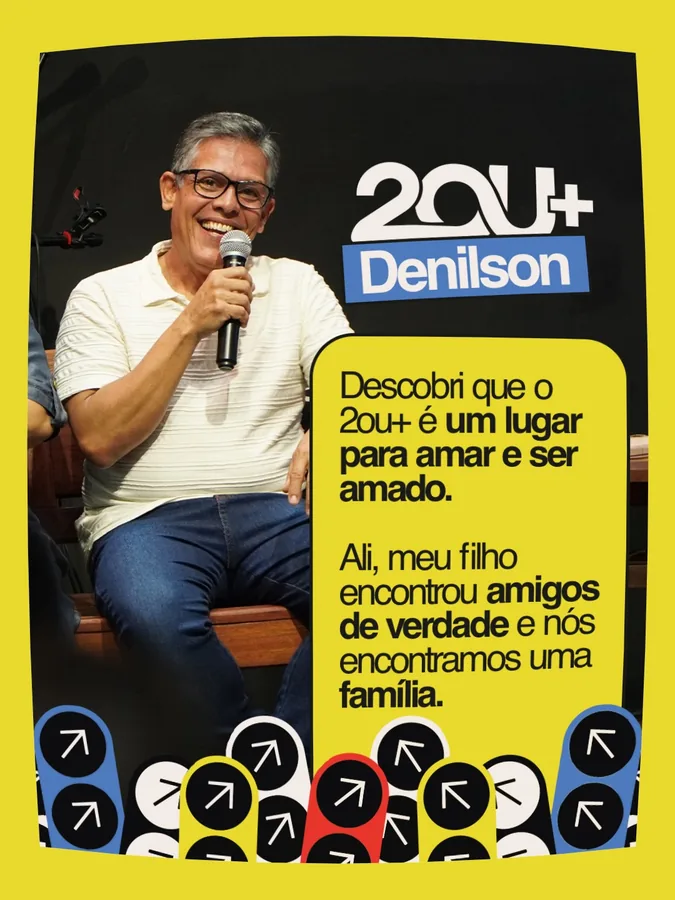 2OU+
Denilson
Descobri que o
2ou+ é um lugar
para amar e ser
amado.
Ali, meu filho
encontrou amigos
de verdade e nós
encontramos uma
família.